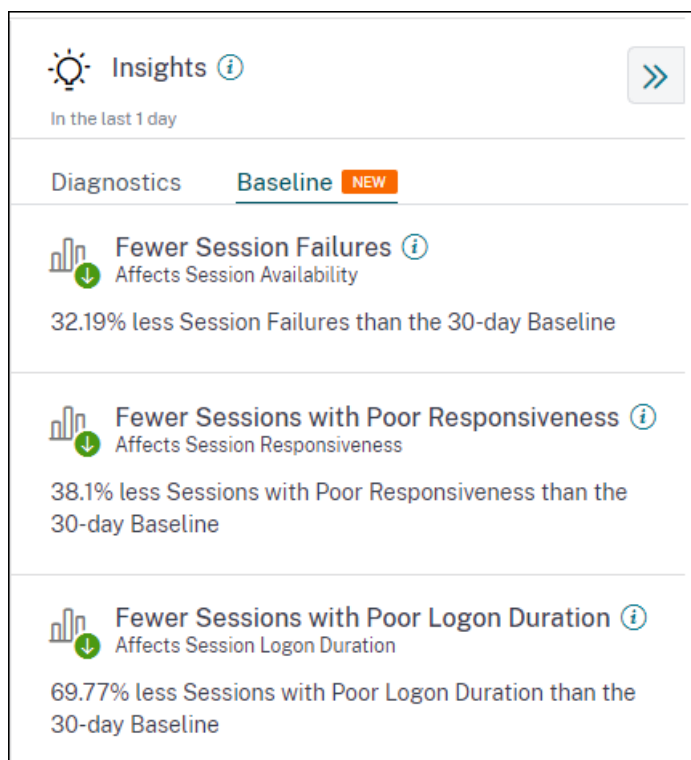 Insights
In the last 1 day
Diagnostics Baseline NEW
Fewer Session Failures
Affects Session Availability
32.19% less Session Failures than the 30-day Baseline
Fewer Sessions with Poor Responsiveness
Affects Session Responsiveness
38.1% less Sessions with Poor Responsiveness than the
30-day Baseline
Fewer Sessions with Poor Logon Duration
Affects Session Logon Duration
69.77% less Sessions with Poor Logon Duration than the
30-day Baseline